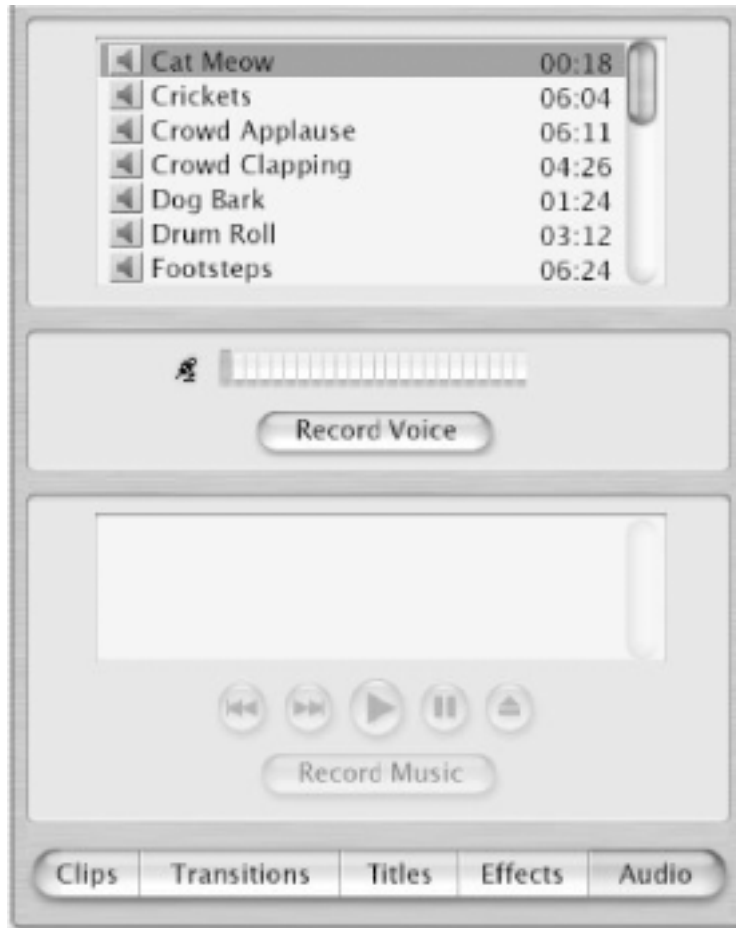 Cat Meow 00:18
Crickets 06:04
Crowd Applause 06:11
Crowd Clapping 04:26
Dog Bark 01:24
Drum Roll 03:12
Footsteps 06:24
Record Voice
Record Music
Clips Transitions Titles Effects Audio